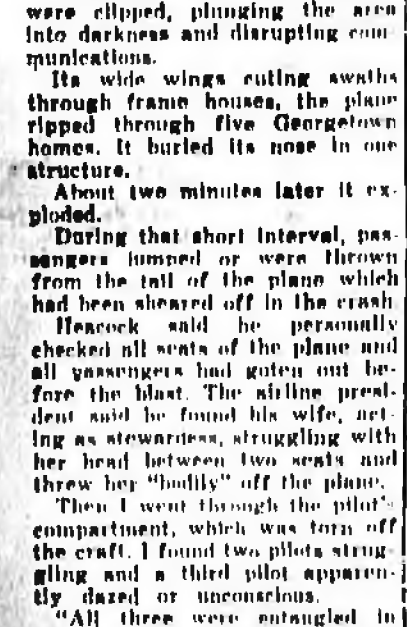 were clipped, plunging the area
into darkness and disrupting com-
munications.
Its wide wings cuting swaths
through frame houses, the plane
ripped through five Georgetown
homes. It buried its nose in one
structure.
About two minutes later it ex-
ploded.
During that short interval, pas-
sengers jumped or were thrown
from the tail of the plane which
had been sheared off in the crash
Heacock said he personally
checked all seats of the plane and
all passengers had goten out be-
fore the blast. The airline presi-
dent said he found his wife, act-
ing as stewardess, struggling with
her head between two seats and
threw her "bodily" off the plane.
Then I went through the pilot's
compartment, which was torn off
the craft. I found two pilots strug-
gling and a third pilot apparen-
tly dazed or unconscious.
"All three were entangled in